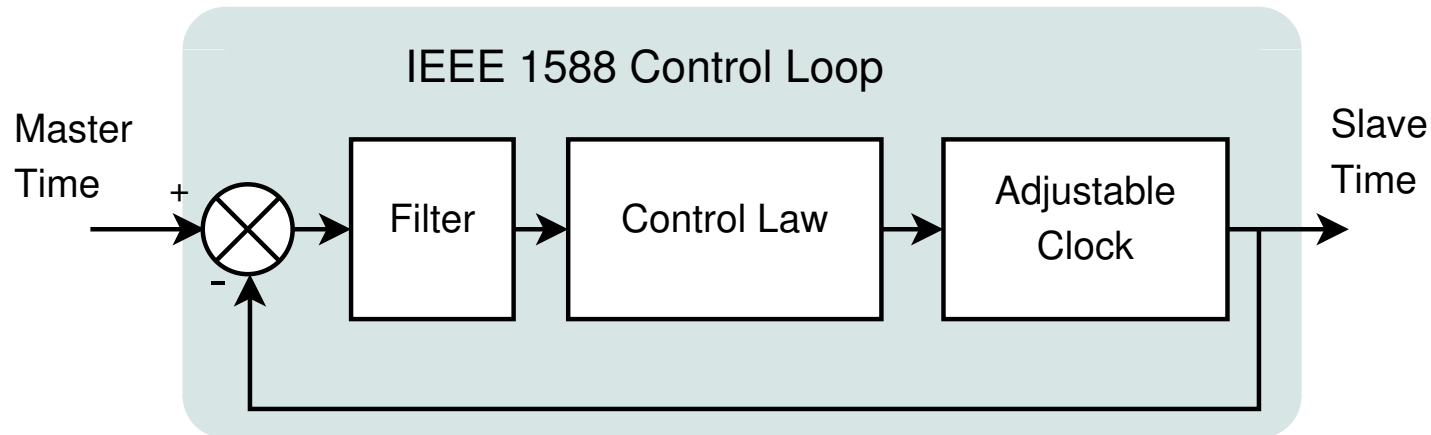 IEEE 1588 Control Loop
Master
Time
+
-
Filter
Control Law
Adjustable
Clock
Slave
Time